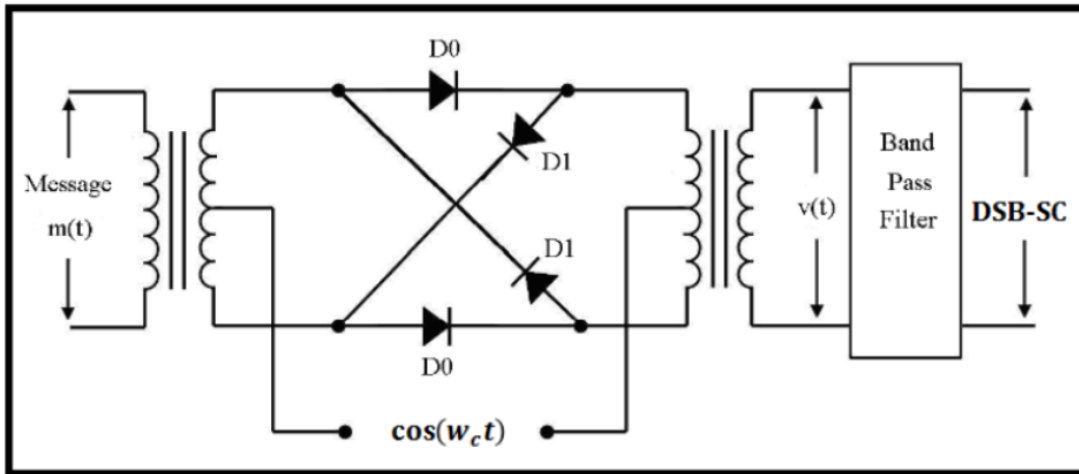 D0
D1
Message
m(t)
v(t)
Band
Pass
Filter
DSB-SC
D1
D0
cos(w_c t)